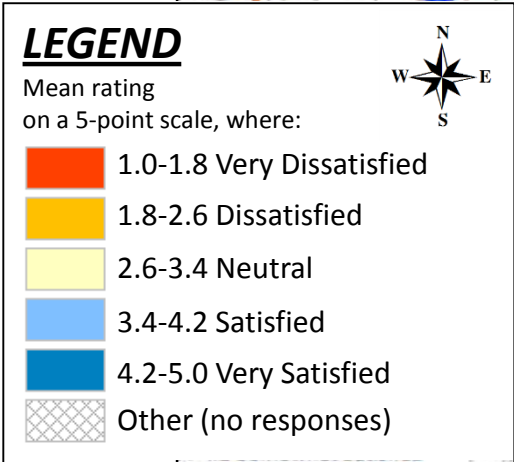 LEGEND
Mean rating
on a 5-point scale, where:
N
W E
S
1.0-1.8 Very Dissatisfied
1.8-2.6 Dissatisfied
2.6-3.4 Neutral
3.4-4.2 Satisfied
4.2-5.0 Very Satisfied
Other (no responses)